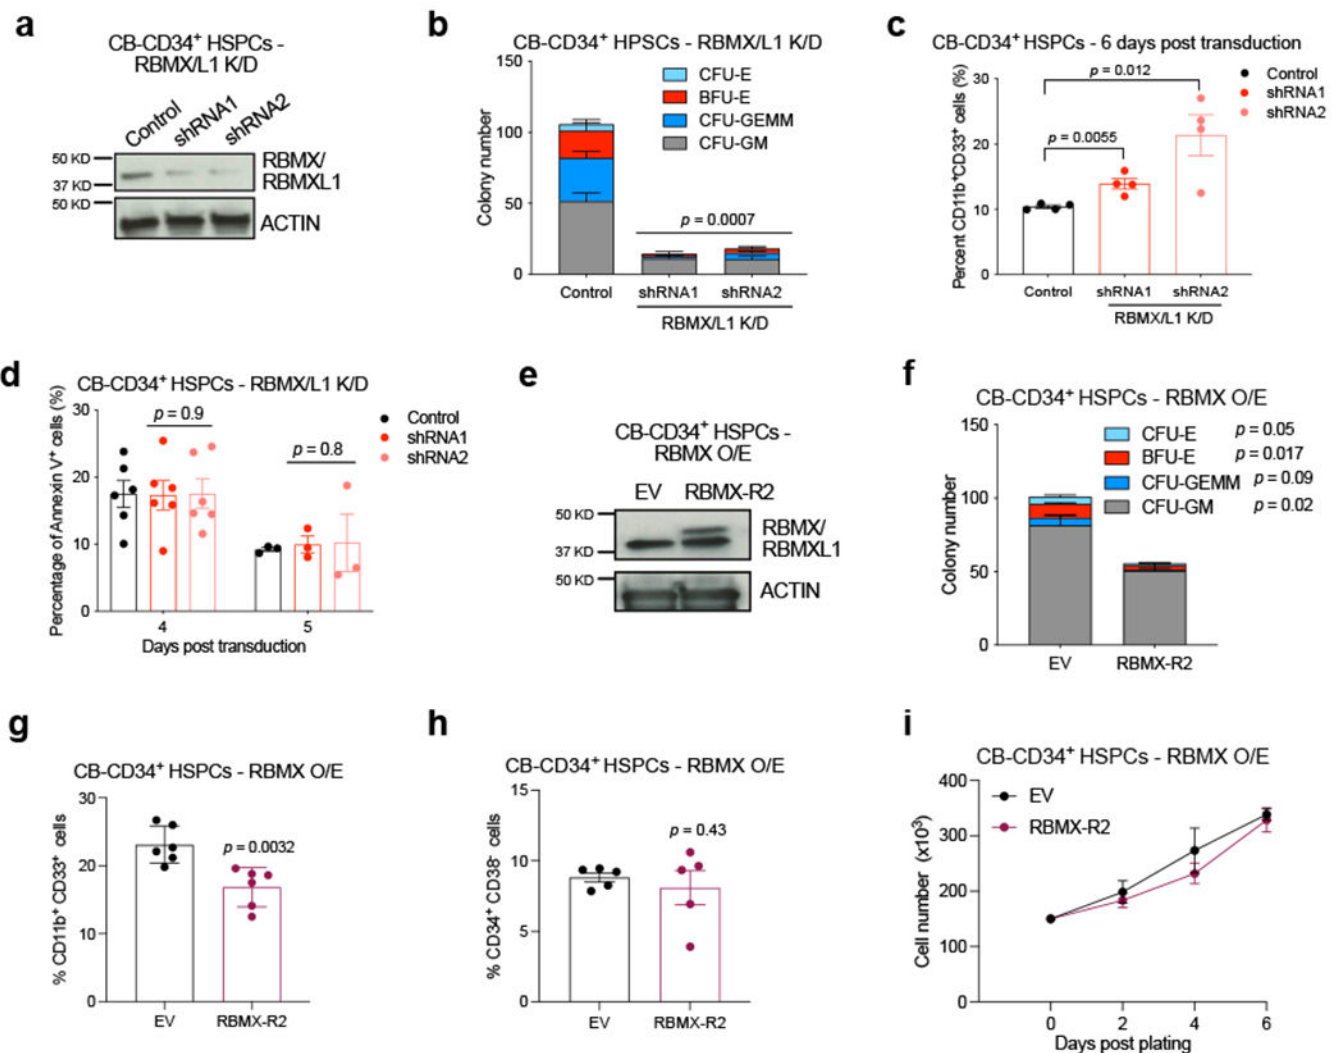 a
CB-CD34+ HSPCs -
RBMX/L1 K/D
Control
shRNA1
shRNA2
50 KD
37 KD
50 KD
RBMX/
RBMXL1
ACTIN
b
CB-CD34+ HPSCs - RBMX/L1 K/D
Colony number
150
100
50
0
CFU-E
BFU-E
CFU-GEMM
CFU-GM
p = 0.0007
Control shRNA1 shRNA2
RBMX/L1 K/D
c
CB-CD34+ HSPCs - 6 days post transduction
Percent CD11b+CD33+ cells (%)
30
20
10
0
p = 0.012
p = 0.0055
Control
shRNA1
shRNA2
Control shRNA1 shRNA2
RBMX/L1 K/D
d
CB-CD34+ HSPCs - RBMX/L1 K/D
Percentage of Annexin V+ cells (%)
30
20
10
0
p = 0.9
p = 0.8
Control
shRNA1
shRNA2
4 5
Days post transduction
e
CB-CD34+ HSPCs -
RBMX O/E
EV RBMX-R2
50 KD
37 KD
50 KD
RBMX/
RBMXL1
ACTIN
f
CB-CD34+ HSPCs - RBMX O/E
Colony number
150
100
50
0
CFU-E p = 0.05
BFU-E p = 0.017
CFU-GEMM p = 0.09
CFU-GM p = 0.02
EV RBMX-R2
g
CB-CD34+ HSPCs - RBMX O/E
% CD11b+ CD33+ cells
30
20
10
0
p = 0.0032
EV RBMX-R2
h
CB-CD34+ HSPCs - RBMX O/E
% CD34+ CD38- cells
15
10
5
0
p = 0.43
EV RBMX-R2
i
CB-CD34+ HSPCs - RBMX O/E
Cell number (x10³)
400
300
200
100
0
EV
RBMX-R2
0 2 4 6
Days post plating